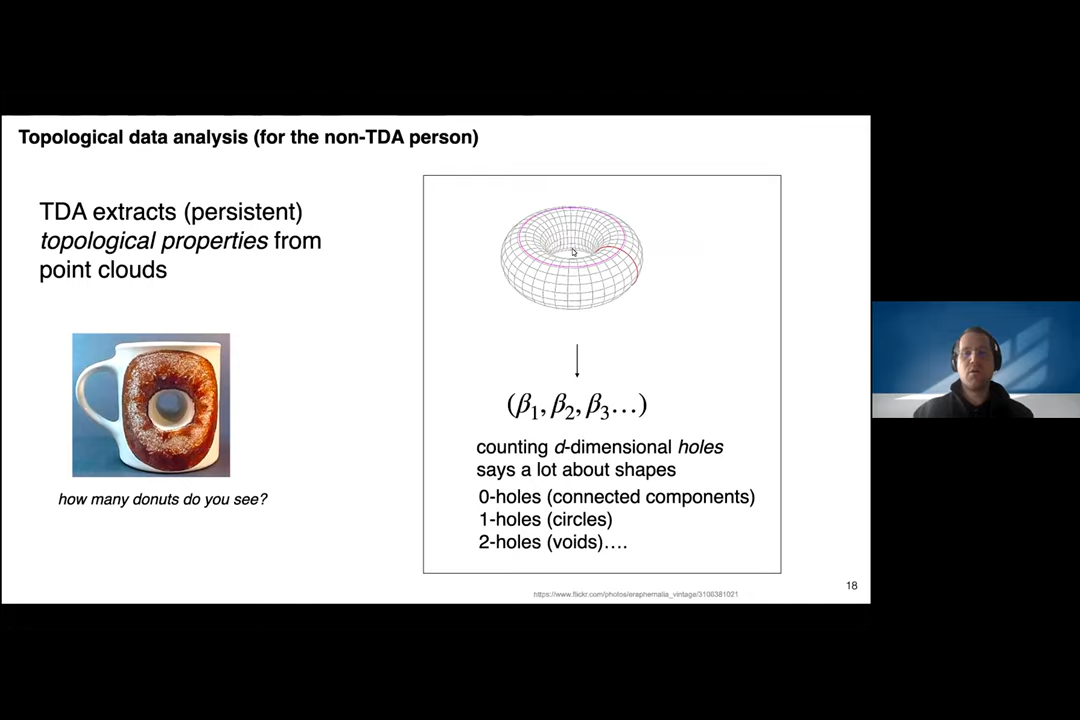 Topological data analysis (for the non-TDA person)
TDA extracts (persistent)
topological properties from
point clouds
how many donuts do you see?
(β₁, β₂, β₃…)
counting d-dimensional holes
says a lot about shapes
0-holes (connected components)
1-holes (circles)
2-holes (voids)….
https://www.flickr.com/photos/eraphernalia_vintage/3106381021
18